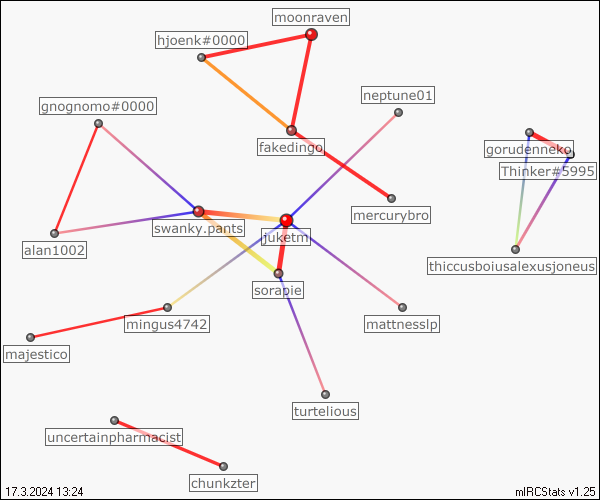 moonraven
hjoenk#0000
neptune01
gnognomo#0000
fakedingo
gorudenneko
Thinker#5995
mercurybro
swanky.pants
juketm
alan1002
thiccusboiusalexusjoneus
sorapie
mingus4742
mattnesslp
majestico
turtelious
uncertainpharmacist
chunkzter
17.3.2024 13:24
mIRCStats v1.25